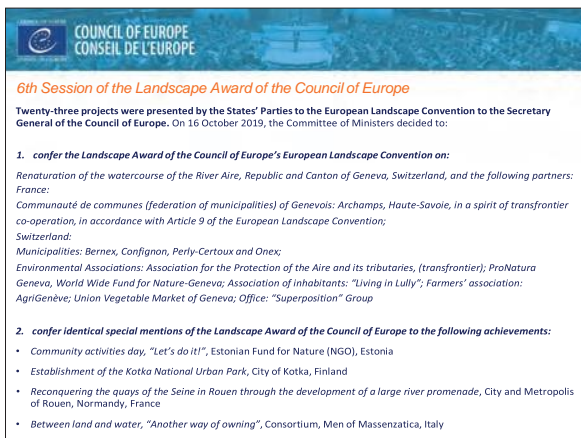 COUNCIL OF EUROPE
CONSEIL DE L'EUROPE
6th Session of the Landscape Award of the Council of Europe
Twenty-three projects were presented by the States' Parties to the European Landscape Convention to the Secretary
General of the Council of Europe. On 16 October 2019, the Committee of Ministers decided to:
1. confer the Landscape Award of the Council of Europe's European Landscape Convention on:
Renaturation of the watercourse of the River Aire, Republic and Canton of Geneva, Switzerland, and the following partners:
France:
Communauté de communes (federation of municipalities) of Genevois: Archamps, Haute-Savoie, in a spirit of transfrontier
co-operation, in accordance with Article 9 of the European Landscape Convention;
Switzerland:
Municipalities: Bernex, Confignon, Perly-Certoux and Onex;
Environmental Associations: Association for the Protection of the Aire and its tributaries, (transfrontier); ProNatura
Geneva, World Wide Fund for Nature-Geneva; Association of inhabitants: "Living in Lully"; Farmers' association:
AgriGenève; Union Vegetable Market of Geneva; Office: "Superposition" Group
2. confer identical special mentions of the Landscape Award of the Council of Europe to the following achievements:
• Community activities day, "Let's do it!", Estonian Fund for Nature (NGO), Estonia
• Establishment of the Kotka National Urban Park, City of Kotka, Finland
• Reconquering the quays of the Seine in Rouen through the development of a large river promenade, City and Metropolis
of Rouen, Normandy, France
• Between land and water, "Another way of owning", Consortium, Men of Massenzatica, Italy